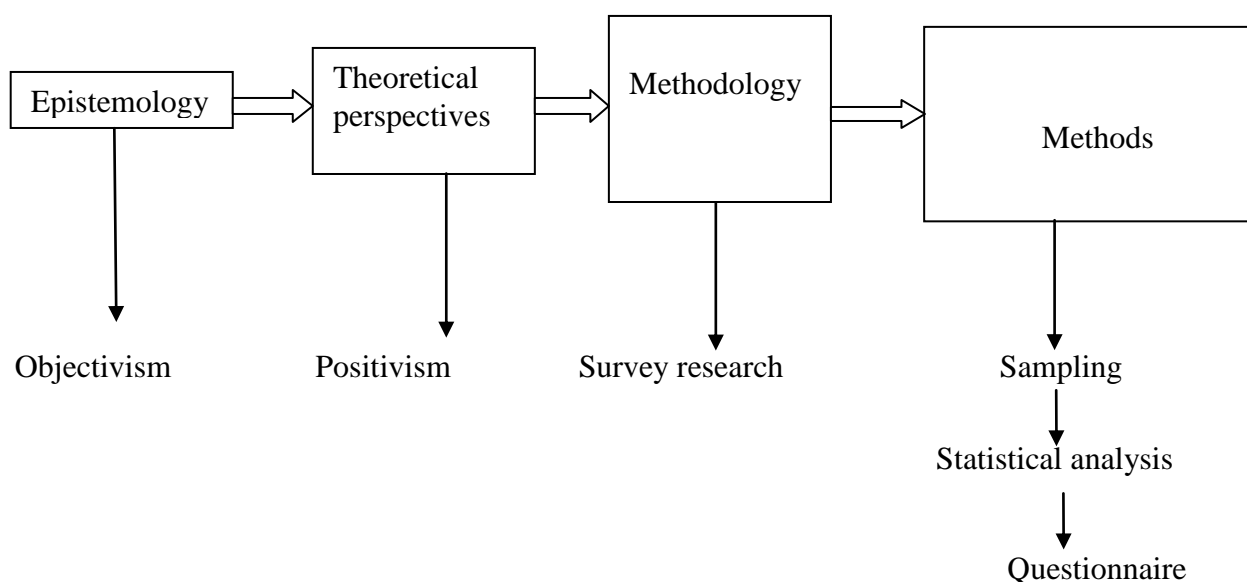 Epistemology
Theoretical
perspectives
Methodology
Methods
Objectivism
Positivism
Survey research
Sampling
Statistical analysis
Questionnaire